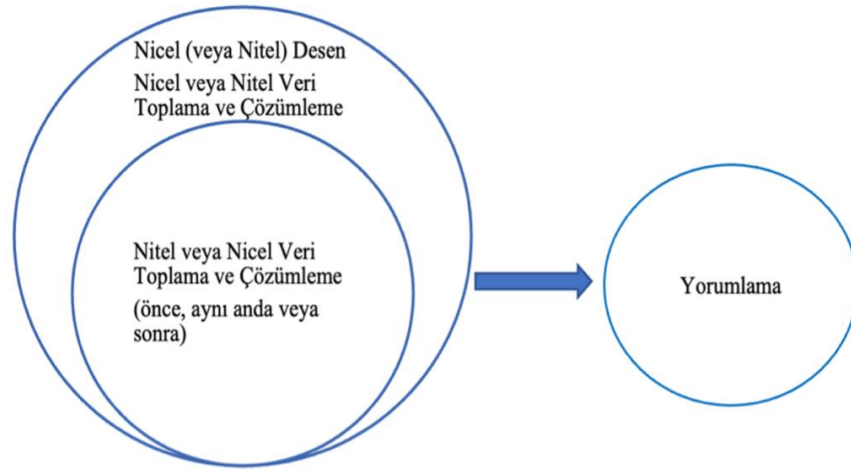 Nicel (veya Nitel) Desen
Nicel veya Nitel Veri
Toplama ve Çözümleme
Nitel veya Nicel Veri
Toplama ve Çözümleme
(önce, aynı anda veya
sonra)
Yorumlama